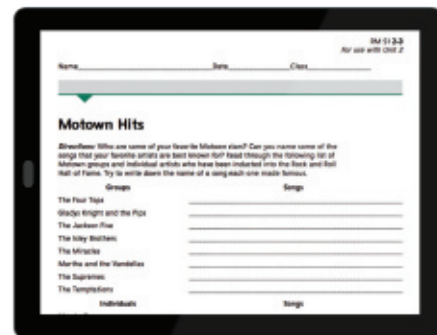 For use with Unit 2
Name Date Class
Motown Hits
Directions: Who are some of your favorite Motown stars? Can you name some of the
songs that your favorite artists are best known for? Read through the following list of
Motown groups and individual artists who have been inducted into the Rock and Roll
Hall of Fame. Try to write down the name of a song each one made famous.
Groups Songs
The Four Tops
Gladys Knight and the Pips
The Jackson Five
The Isley Brothers
The Miracles
Martha and the Vandellas
The Supremes
The Temptations
Individuals Songs